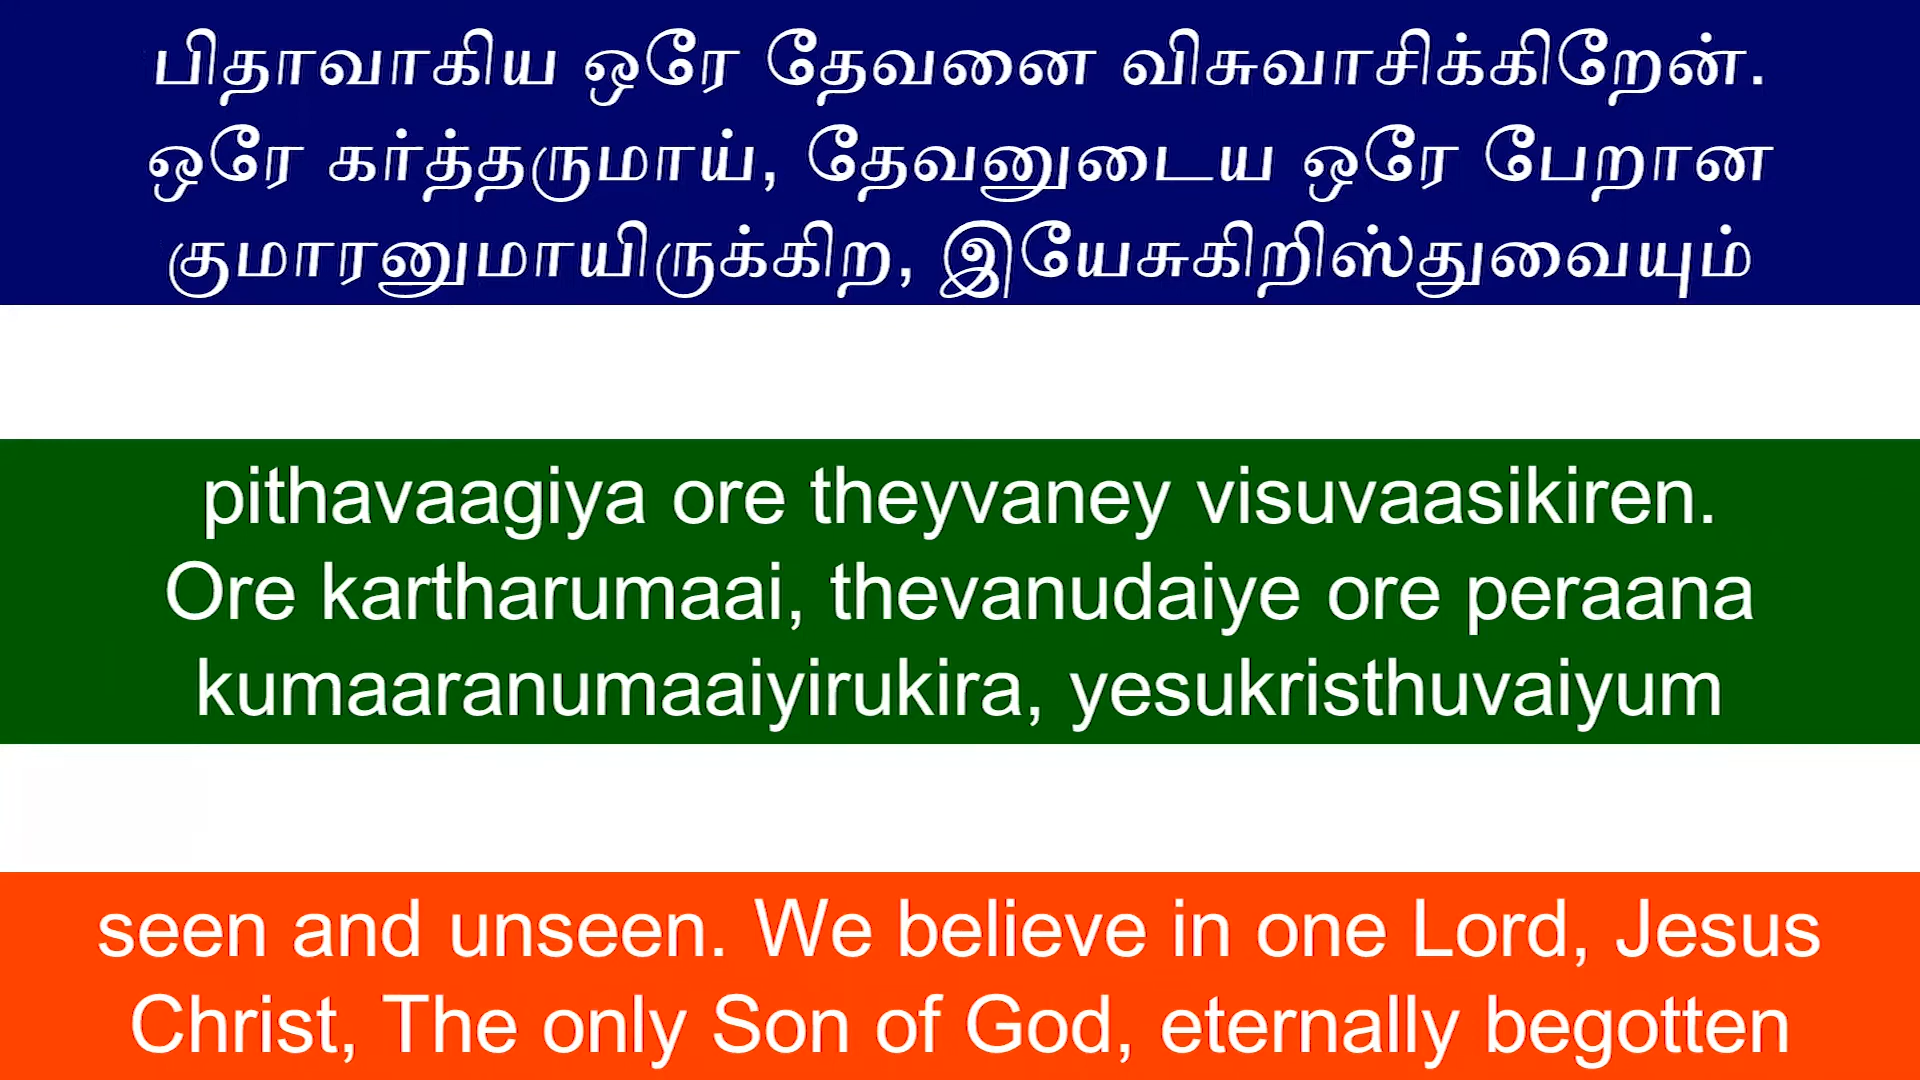 பிதாவாகிய ஒரே தேவனை விசுவாசிக்கிறேன்.
ஒரே கர்த்தருமாய், தேவனுடைய ஒரே பேறான
குமாரனுமாயிருக்கிற, இயேசுகிறிஸ்துவையும்
pithavaagiya ore theyvaney visuvaasikiren.
Ore kartharumaai, thevanudaiye ore peraana
kumaaranumaaiyirukira, yesukristhuvaiyum
seen and unseen. We believe in one Lord, Jesus
Christ, The only Son of God, eternally begotten